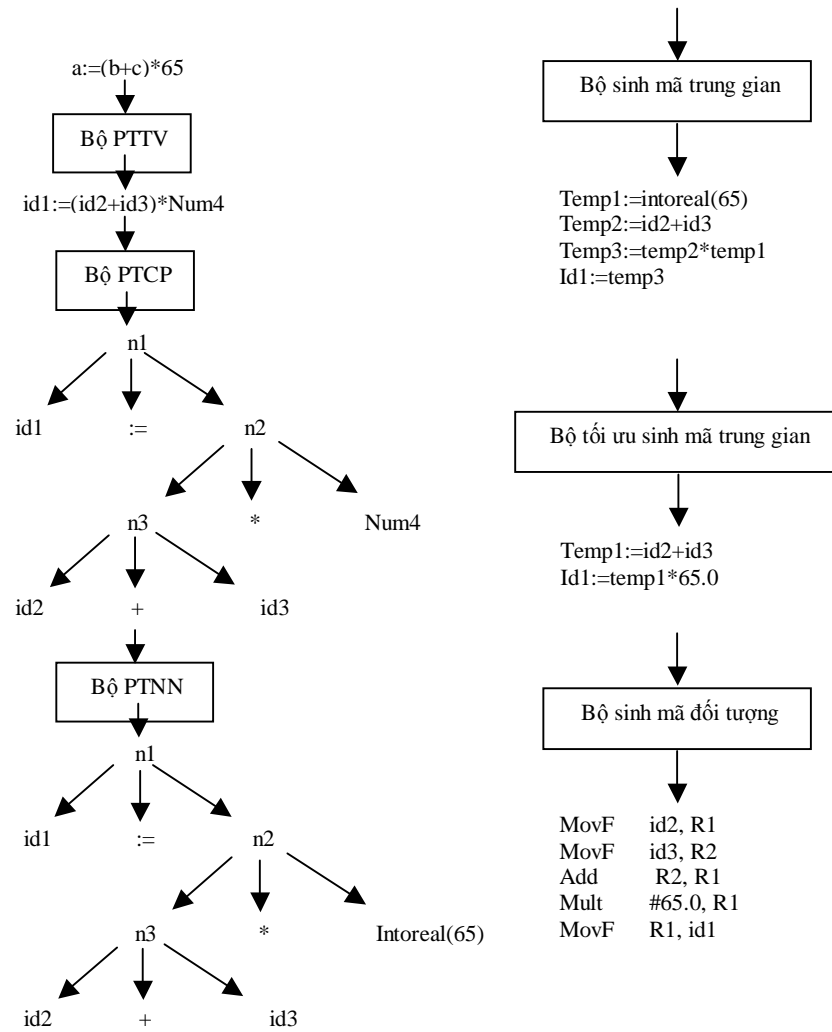 a:=(b+c)*65
Bộ PTTV
id1:=(id2+id3)*Num4
Bộ PTCP
n1
id1 := n2
n3 * Num4
id2 + id3
Bộ PTNN
n1
id1 := n2
n3 * Intoreal(65)
id2 + id3
Bộ sinh mã trung gian
Temp1:=intoreal(65)
Temp2:=id2+id3
Temp3:=temp2*temp1
Id1:=temp3
Bộ tối ưu sinh mã trung gian
Temp1:=id2+id3
Id1:=temp1*65.0
Bộ sinh mã đối tượng
MovF id2, R1
MovF id3, R2
Add R2, R1
Mult #65.0, R1
MovF R1, id1